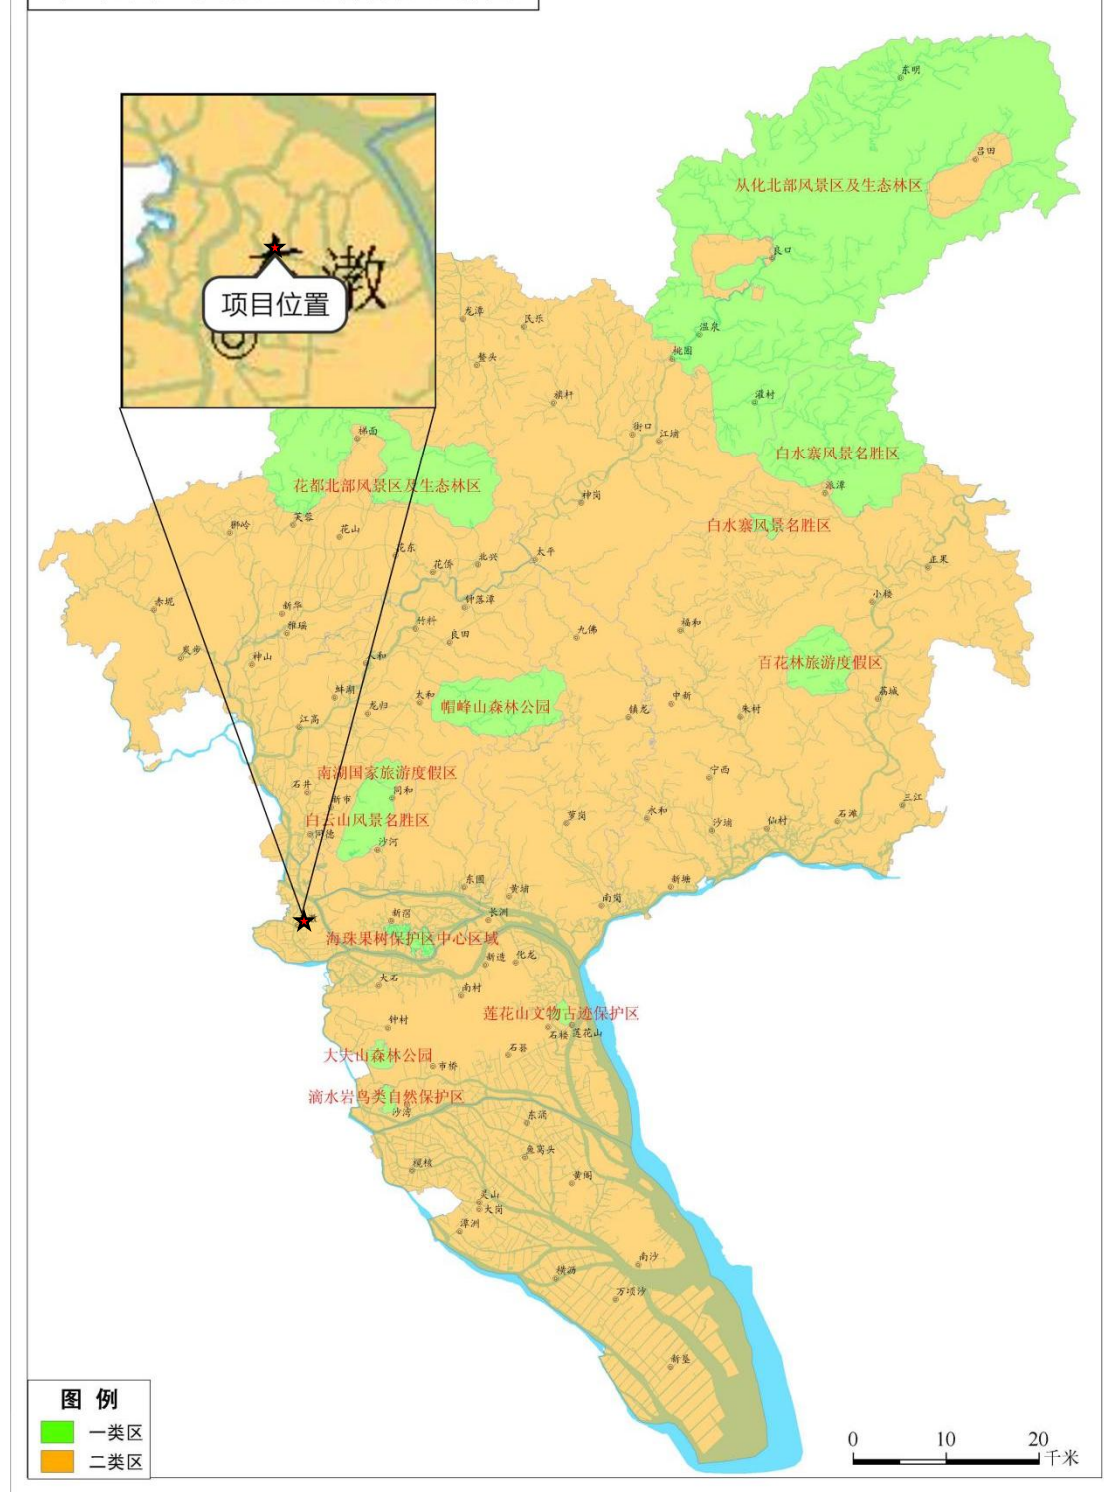 东明
吕田
从化北部风景区及生态林区
良口
漖
项目位置
龙潭
民乐
温泉
鳌头
桃园
旗杆
灌村
街口
江埔
梯面
白水寨风景名胜区
花都北部风景区及生态林区
派潭
神岗
芙蓉
狮岭
花山
白水寨风景名胜区
花东
花侨
北兴
太平
正果
小楼
赤坭
新华
钟落潭
雅瑶
竹料
良田
九佛
福和
炭步
神山
人和
百花林旅游度假区
蚌湖
太和
龙归
帽峰山森林公园
中新
荔城
镇龙
朱村
江高
南湖国家旅游度假区
宁西
石井
同和
新市
白云山风景名胜区
三江
同德
萝岗
永和
沙埔
仙村
石滩
沙河
东圃
黄埔
新塘
南岗
新滘
长洲
海珠果树保护区中心区域
新造
化龙
大石
南村
莲花山文物古迹保护区
钟村
石楼
莲花山
大夫山森林公园
石碁
市桥
滴水岩鸟类自然保护区
沙湾
东涌
鱼窝头
榄核
黄阁
灵山
大岗
潭洲
南沙
横沥
万顷沙
新垦
图 例
一类区
二类区
0 10 20
千米